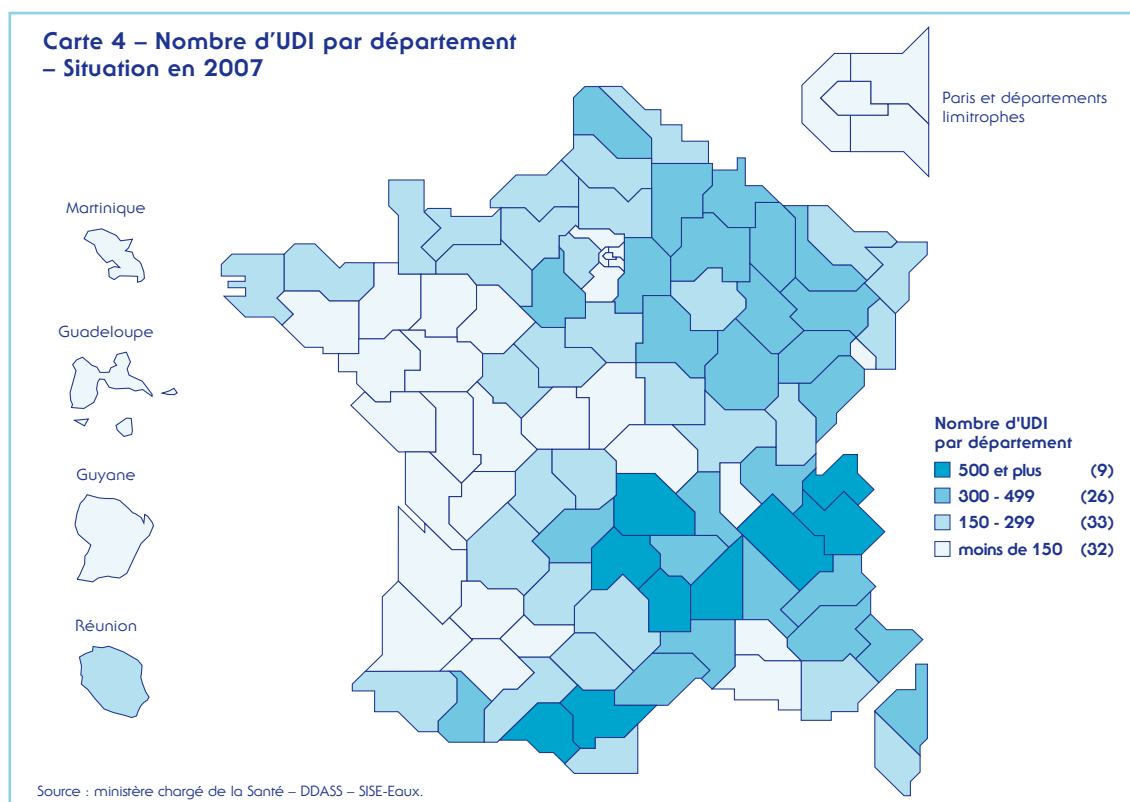 Carte 4 – Nombre d'UDI par département
– Situation en 2007
Paris et départements
limitrophes
Martinique
Guadeloupe
Guyane
Réunion
Nombre d'UDI
par département
500 et plus (9)
300 - 499 (26)
150 - 299 (33)
moins de 150 (32)
Source : ministère chargé de la Santé – DDASS – SISE-Eaux.